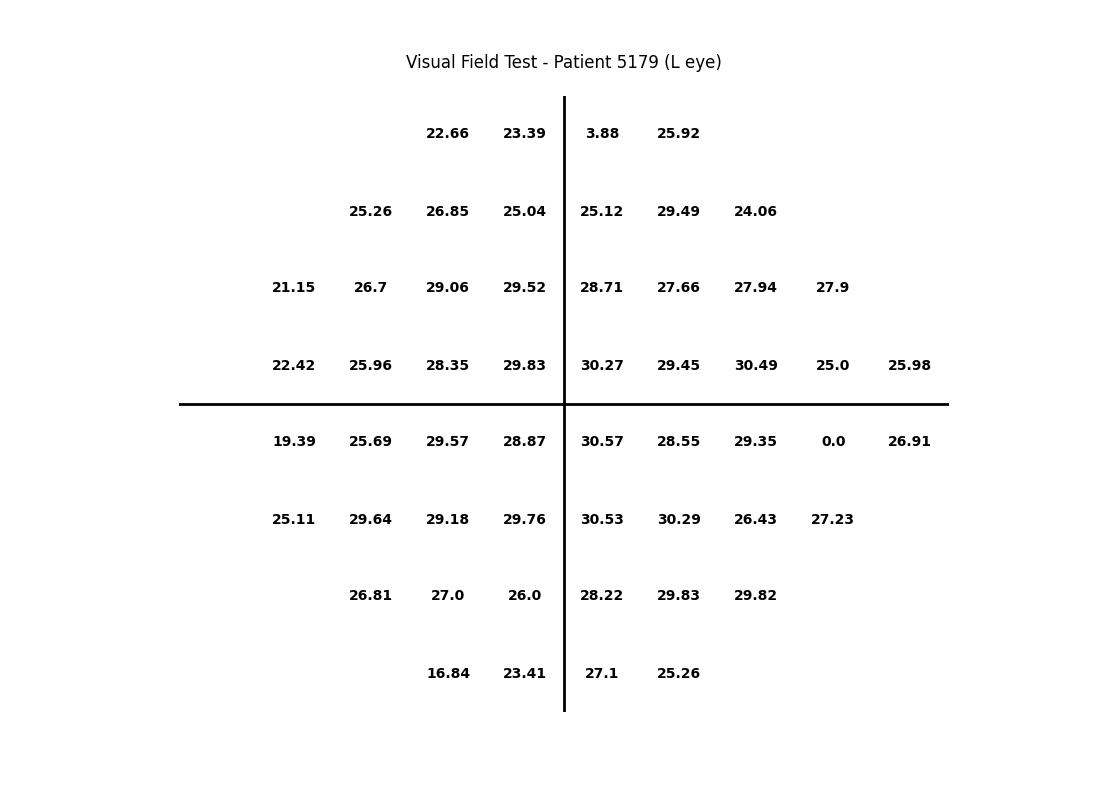 Visual Field Test - Patient 5179 (L eye)
22.66 23.39 3.88 25.92
25.26 26.85 25.04 25.12 29.49 24.06
21.15 26.7 29.06 29.52 28.71 27.66 27.94 27.9
22.42 25.96 28.35 29.83 30.27 29.45 30.49 25.0 25.98
19.39 25.69 29.57 28.87 30.57 28.55 29.35 0.0 26.91
25.11 29.64 29.18 29.76 30.53 30.29 26.43 27.23
26.81 27.0 26.0 28.22 29.83 29.82
16.84 23.41 27.1 25.26